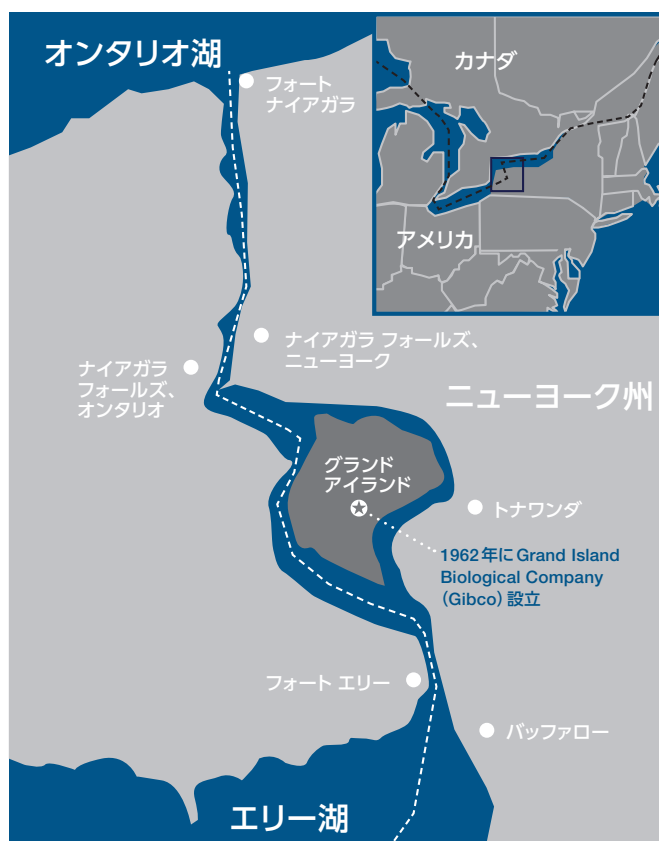 オンタリオ湖
フォート
ナイアガラ
カナダ
アメリカ
ナイアガラ フォールズ、
ニューヨーク
ナイアガラ
フォールズ、
オンタリオ
ニューヨーク州
グランド
アイランド
トナワンダ
1962年にGrand Island
Biological Company
（Gibco）設立
フォート エリー
バッファロー
エリー湖